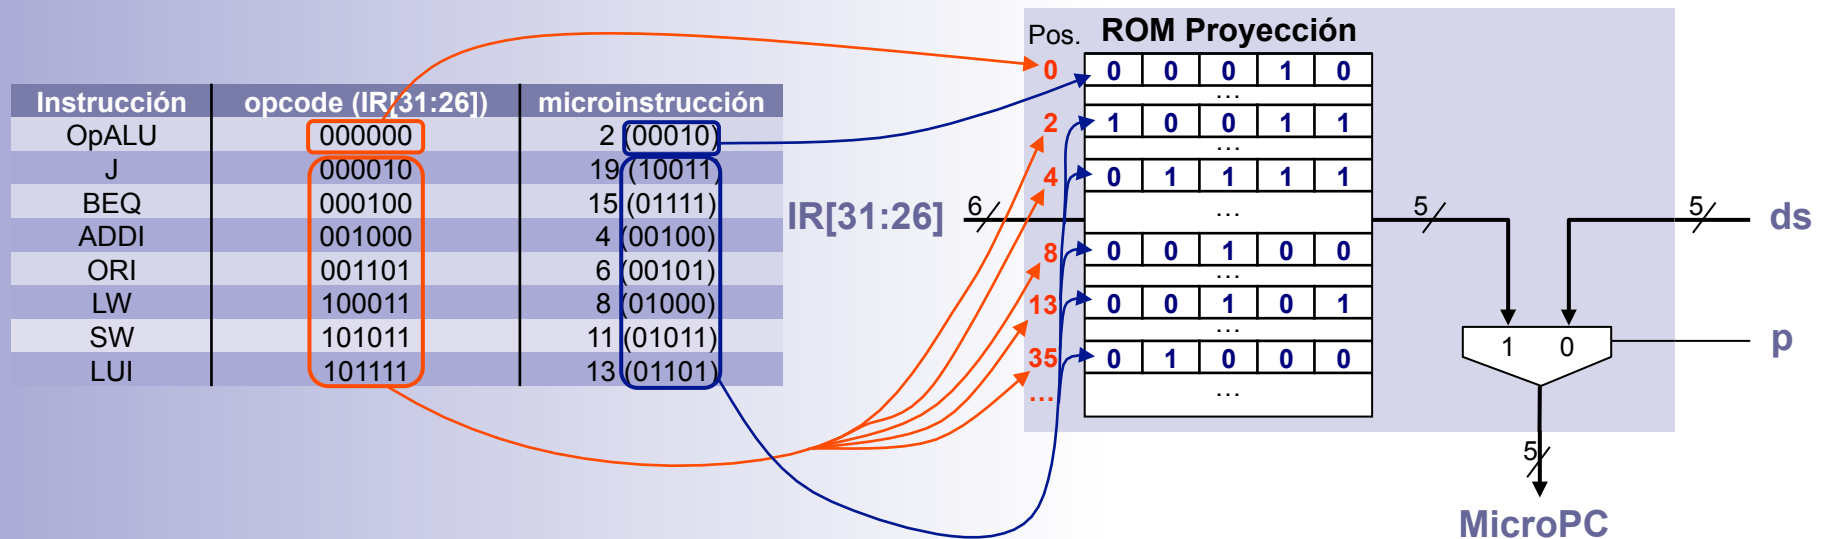 Instrucción opcode (IR[31:26]) microinstrucción
OpALU 000000 2 (00010)
J 000010 19 (10011)
BEQ 000100 15 (01111)
ADDI 001000 4 (00100)
ORI 001101 6 (00101)
LW 100011 8 (01000)
SW 101011 11 (01011)
LUI 101111 13 (01101)
Pos. ROM Proyección
0 0 0 0 1 0
...
2 1 0 0 1 1
...
4 0 1 1 1 1
IR[31:26] 6 ... 5 5 ds
8 0 0 1 0 0
...
13 0 0 1 0 1
...
1 0 p
35 0 1 0 0 0
... ...
5
MicroPC